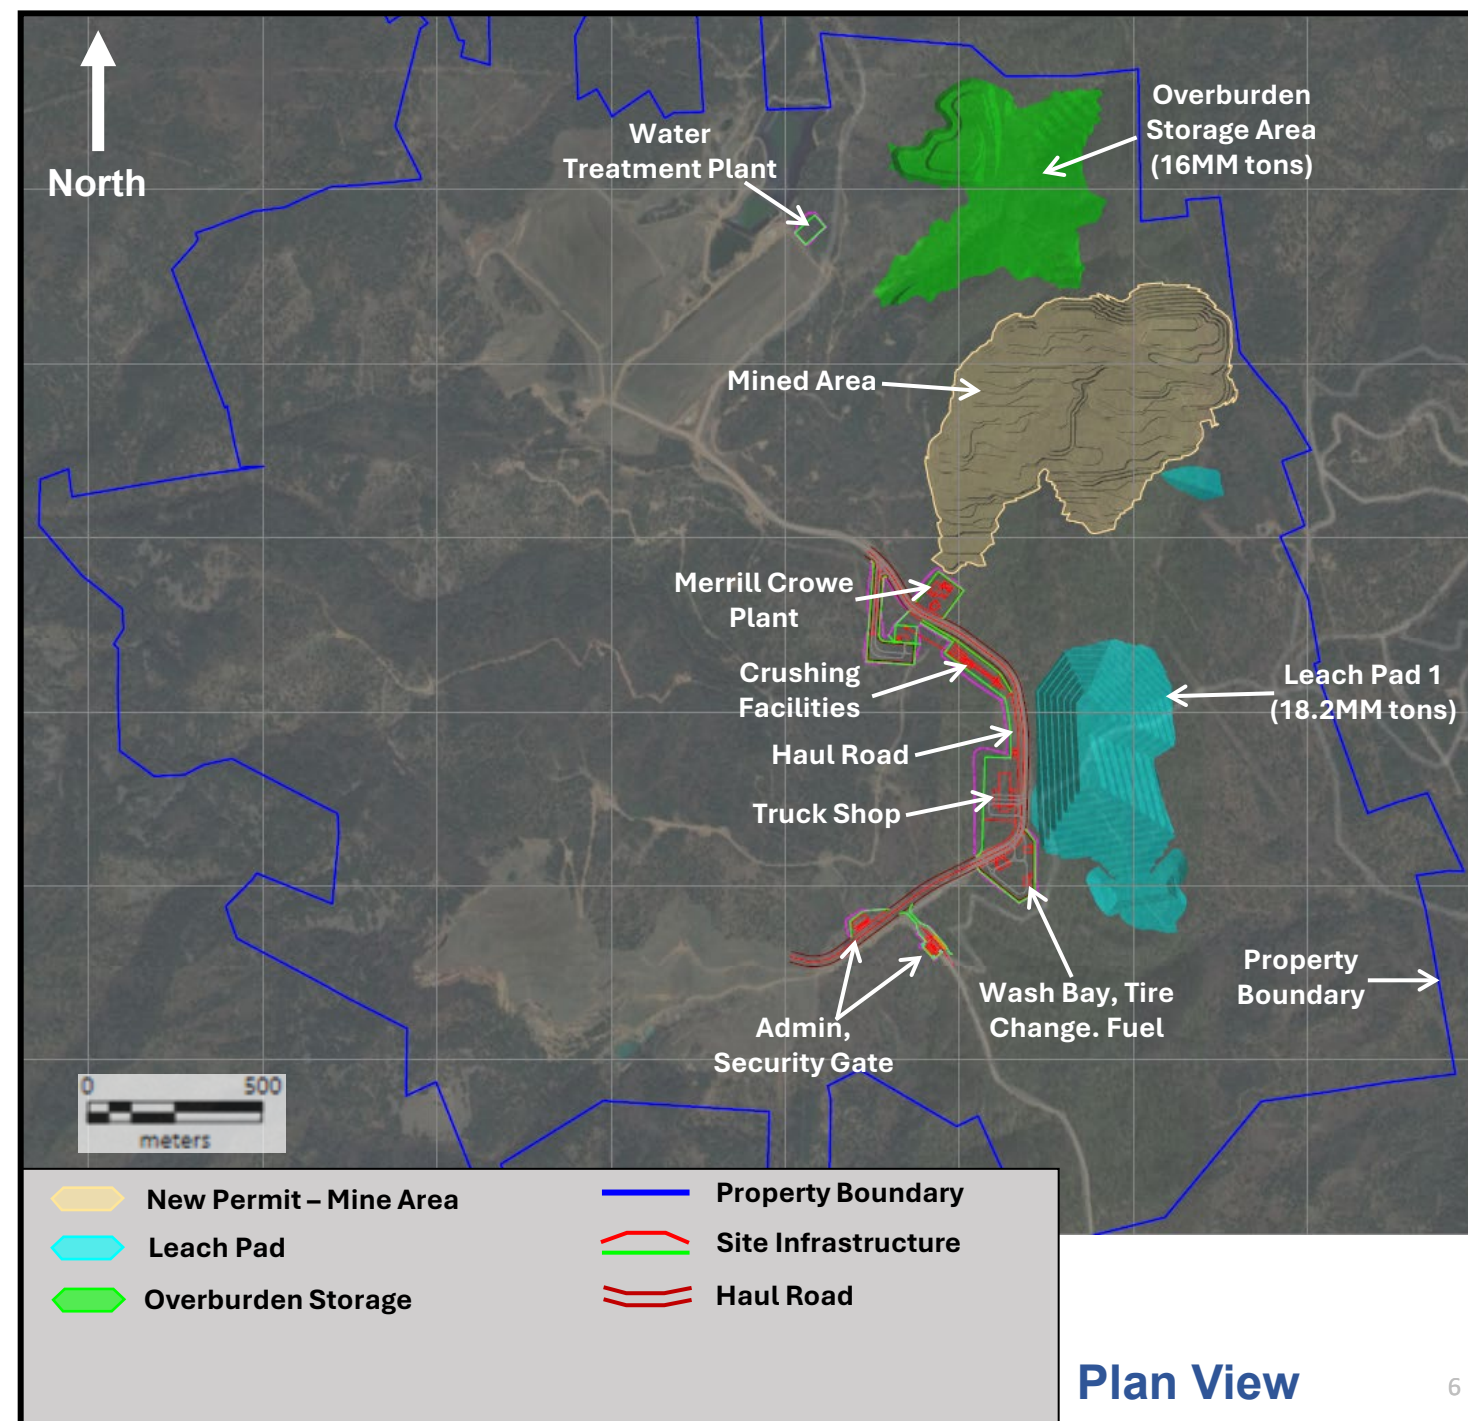 North
Water
Treatment Plant
Overburden
Storage Area
(16MM tons)
Mined Area
Merrill Crowe
Plant
Crushing
Facilities
Leach Pad 1
(18.2MM tons)
Haul Road
Truck Shop
Property
Boundary
Wash Bay, Tire
Change. Fuel
Admin,
Security Gate
0 500
meters
New Permit – Mine Area
Leach Pad
Overburden Storage
Property Boundary
Site Infrastructure
Haul Road
Plan View
6